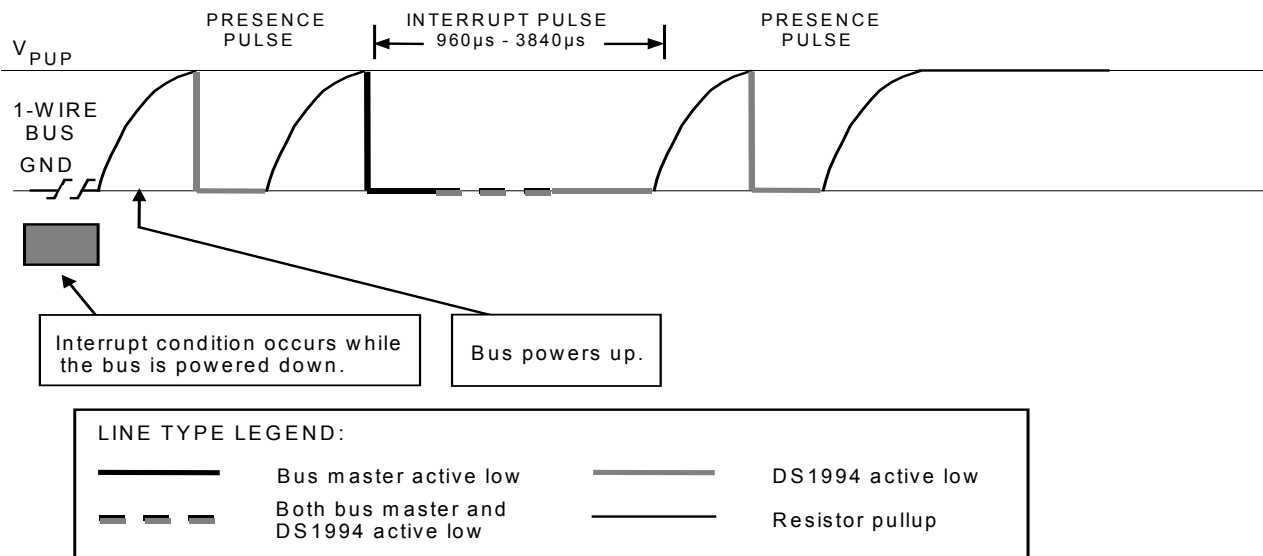 PRESENCE
PULSE
INTERRUPT PULSE
960µs - 3840µs
PRESENCE
PULSE
VPUP
1-WIRE
BUS
GND
Interrupt condition occurs while
the bus is powered down.
Bus powers up.
LINE TYPE LEGEND:
Bus master active low
DS1994 active low
Both bus master and
DS1994 active low
Resistor pullup